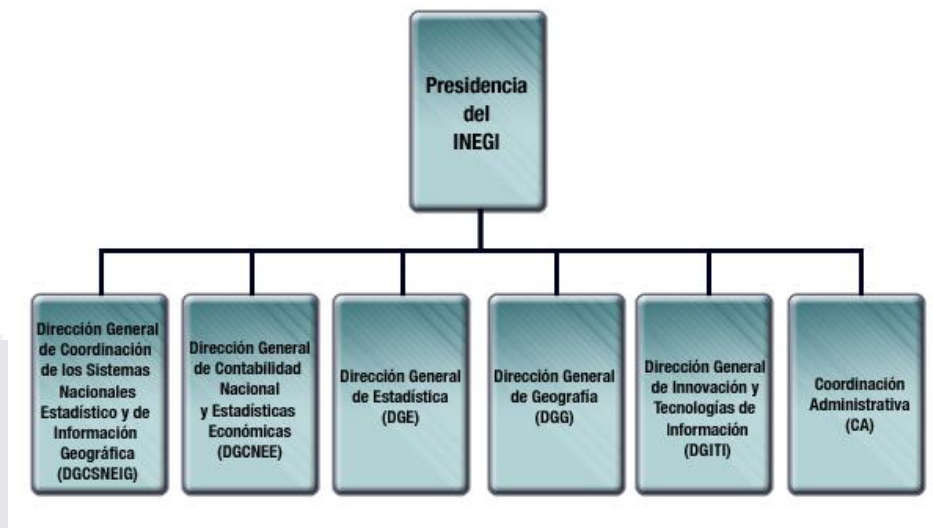 Presidencia
del
INEGI
Dirección General
de Coordinación
de los Sistemas
Nacionales
Estadístico y de
Información
Geográfica
(DGCSNEIG)
Dirección General
de Contabilidad
Nacional
y Estadísticas
Económicas
(DGCNEE)
Dirección General
de Estadística
(DGE)
Dirección General
de Geografía
(DGG)
Dirección General
de Innovación y
Tecnologías de
Información
(DGITI)
Coordinación
Administrativa
(CA)